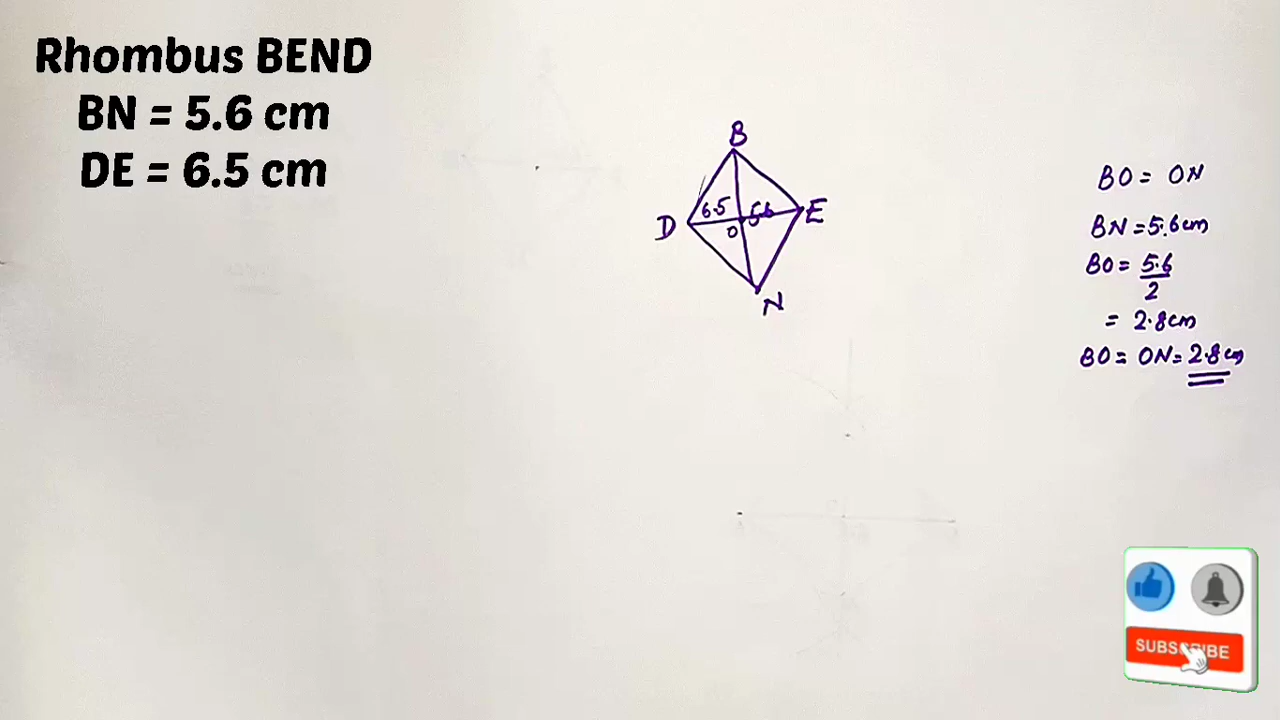 Rhombus BEND
BN = 5.6 cm
DE = 6.5 cm
B
6.5
5.6
D
O
E
N
BO = ON
BN = 5.6cm
BO = 5.6
2
= 2.8cm
BO = ON = 2.8cm
SUBSCRIBE